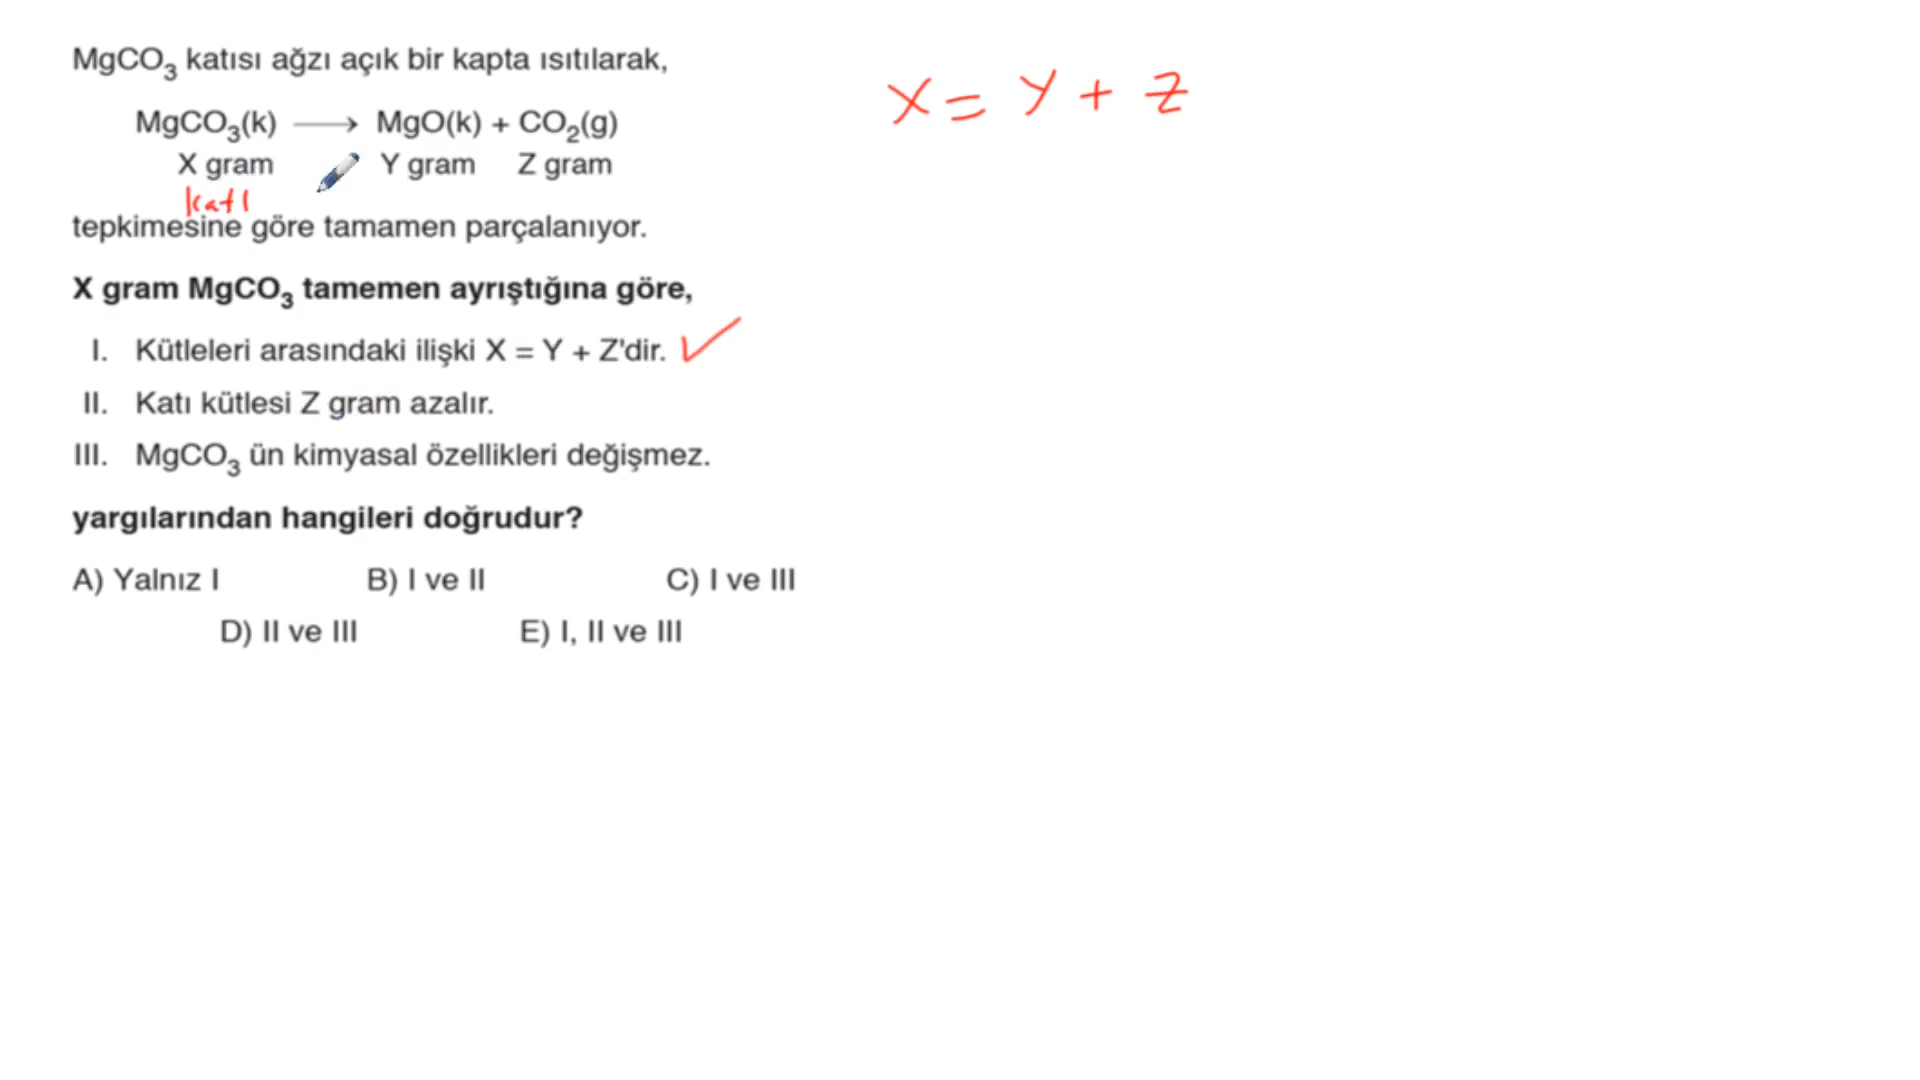 MgCO3 katısı ağzı açık bir kapta ısıtılarak,
X = Y + Z
MgCO3(k) ⟶ MgO(k) + CO2(g)
X gram Y gram Z gram
katı
tepkimesine göre tamamen parçalanıyor.
X gram MgCO3 tamemen ayrıştığına göre,
I. Kütleleri arasındaki ilişki X = Y + Z'dir. ✓
II. Katı kütlesi Z gram azalır.
III. MgCO3 ün kimyasal özellikleri değişmez.
yargılarından hangileri doğrudur?
A) Yalnız I B) I ve II C) I ve III
D) II ve III E) I, II ve III